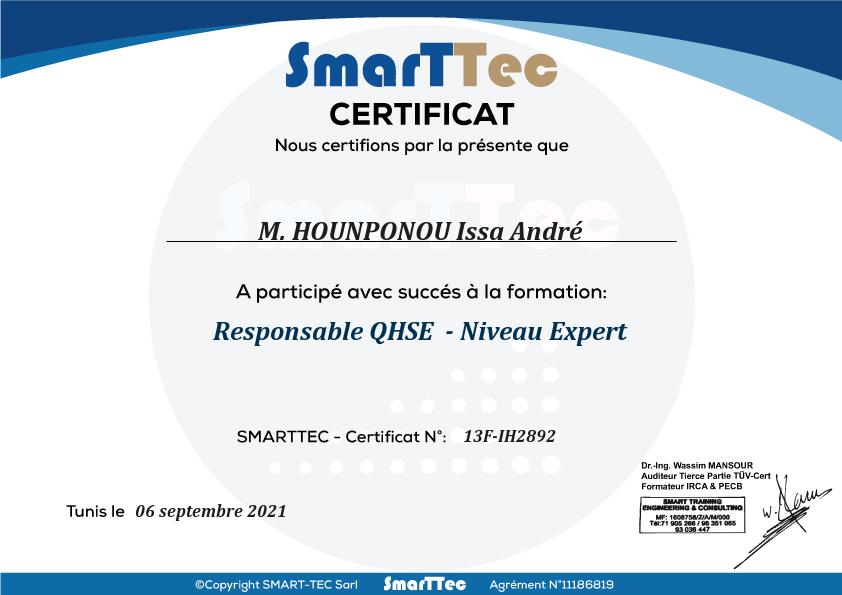 SmarTTec
CERTIFICAT
Nous certifions par la présente que
SmarTTec
M. HOUNPONOU Issa André
A participé avec succés à la formation:
Responsable QHSE - Niveau Expert
SMARTTEC - Certificat N°: 13F-IH2892
Dr.-Ing. Wassim MANSOUR
Auditeur Tierce Partie TÜV-Cert
Formateur IRCA & PECB
SMART TRAINING
ENGINEERING & CONSULTING
MF: 1608758/Z/A/M/000
Tél:71 905 266 / 98 351 065
93 036 447
Tunis le 06 septembre 2021
©Copyright SMART-TEC Sarl SmarTTec Agrément N°11186819